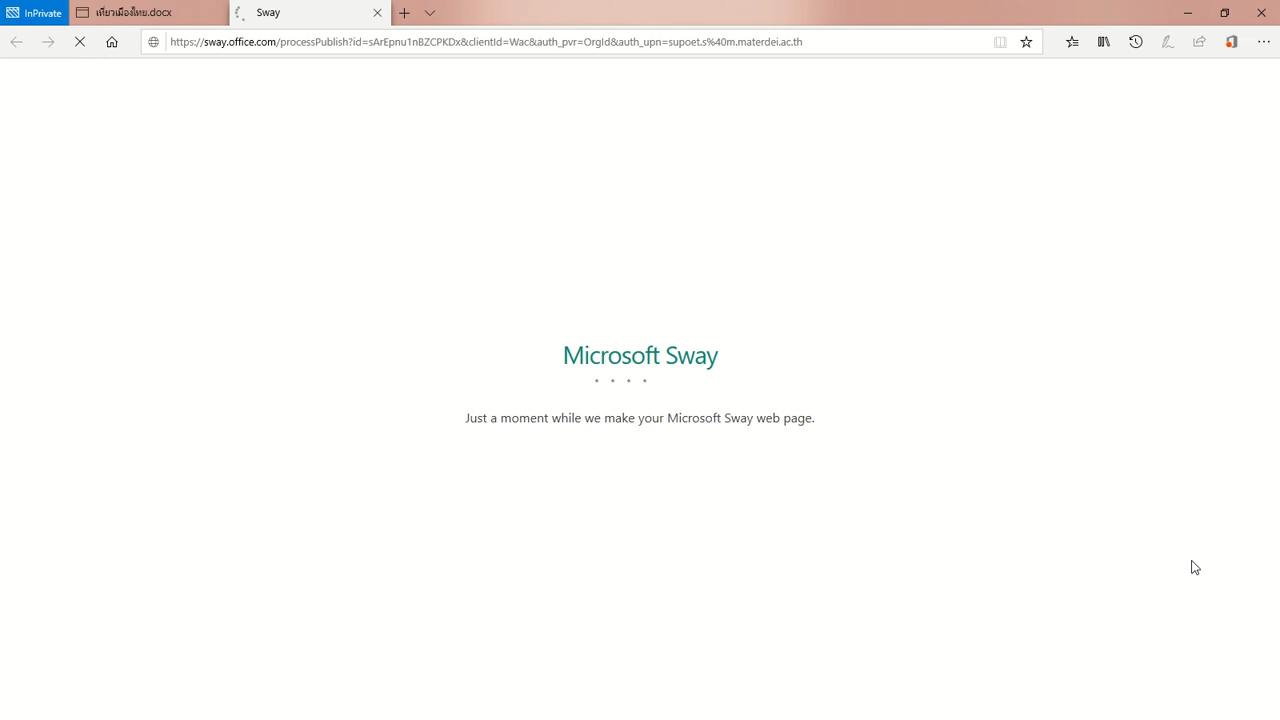 InPrivate
เที่ยวเมืองไทย.docx
Sway
https://sway.office.com/processPublish?id=sArEpnu1nBZCPKDx&clientId=Wac&auth_pvr=OrgId&auth_upn=supoet.s%40m.materdei.ac.th
Microsoft Sway
Just a moment while we make your Microsoft Sway web page.